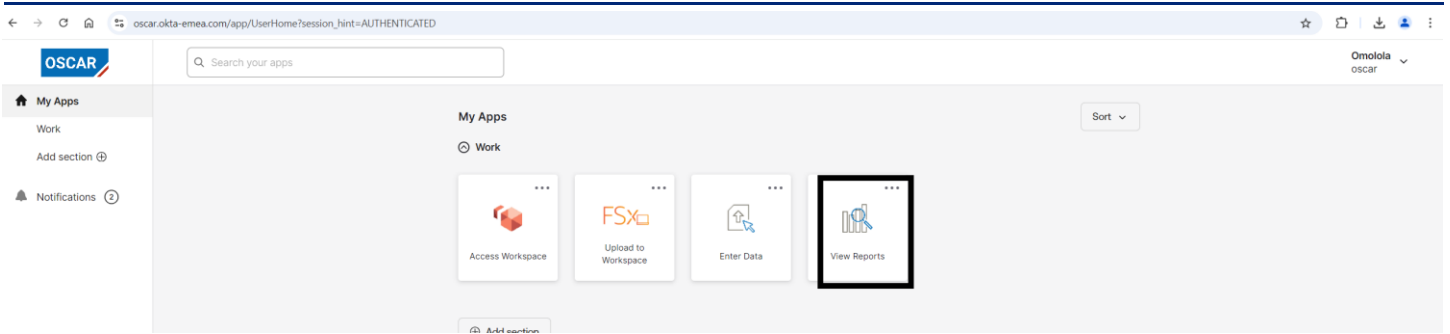 oscar.okta-emea.com/app/UserHome?session_hint=AUTHENTICATED
OSCAR
Search your apps
Omolola
oscar
My Apps
Work
Add section
Notifications 2
My Apps
Sort
Work
Access Workspace
FSx
Upload to
Workspace
Enter Data
View Reports
Add section